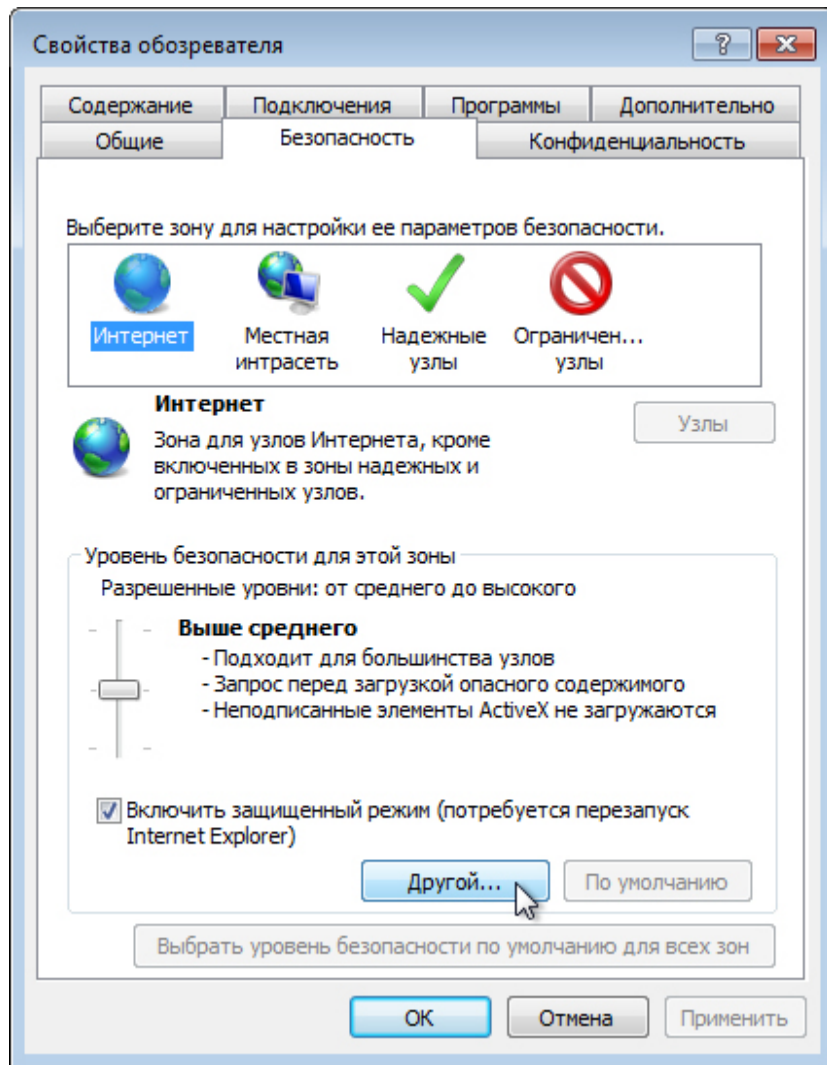 Свойства обозревателя
Содержание Подключения Программы Дополнительно
Общие Безопасность Конфиденциальность
Выберите зону для настройки ее параметров безопасности.
Интернет Местная интрасеть Надежные узлы Ограничен... узлы
Интернет
Узлы
Зона для узлов Интернета, кроме
включенных в зоны надежных и
ограниченных узлов.
Уровень безопасности для этой зоны
Разрешенные уровни: от среднего до высокого
Выше среднего
- Подходит для большинства узлов
- Запрос перед загрузкой опасного содержимого
- Неподписанные элементы ActiveX не загружаются
Включить защищенный режим (потребуется перезапуск
Internet Explorer)
Другой... По умолчанию
Выбрать уровень безопасности по умолчанию для всех зон
ОК Отмена Применить